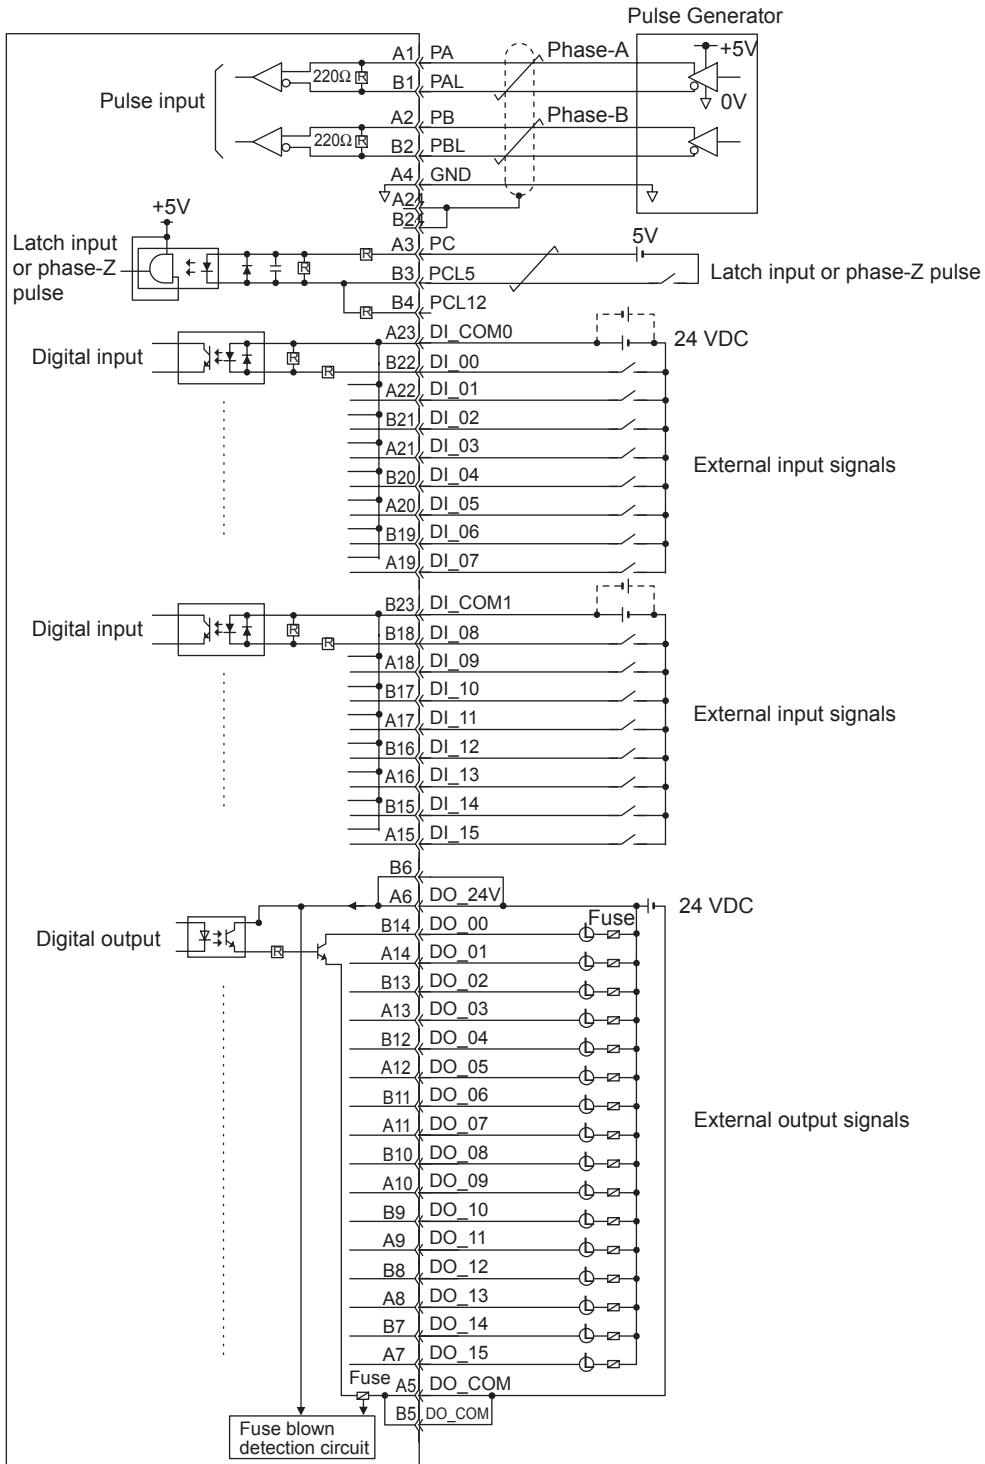 Pulse Generator
A1 PA Phase-A +5V
220Ω R
B1 PAL 0V
Pulse input
A2 PB Phase-B
220Ω R
B2 PBL
A4 GND
A24
B24
+5V
Latch input
or phase-Z
pulse
R A3 PC 5V
R B3 PCL5 Latch input or phase-Z pulse
R B4 PCL12
A23 DI_COM0 24 VDC
Digital input R
R B22 DI_00
A22 DI_01
B21 DI_02
A21 DI_03
External input signals
B20 DI_04
A20 DI_05
B19 DI_06
A19 DI_07
B23 DI_COM1
Digital input R
R B18 DI_08
A18 DI_09
B17 DI_10
A17 DI_11
External input signals
B16 DI_12
A16 DI_13
B15 DI_14
A15 DI_15
B6
A6 DO_24V 24 VDC
Fuse
Digital output
B14 DO_00 L
R A14 DO_01 L
B13 DO_02 L
A13 DO_03 L
B12 DO_04 L
A12 DO_05 L
B11 DO_06 L
External output signals
A11 DO_07 L
B10 DO_08 L
A10 DO_09 L
B9 DO_10 L
A9 DO_11 L
B8 DO_12 L
A8 DO_13 L
B7 DO_14 L
A7 DO_15 L
Fuse A5 DO_COM
B5 DO_COM
Fuse blown
detection circuit